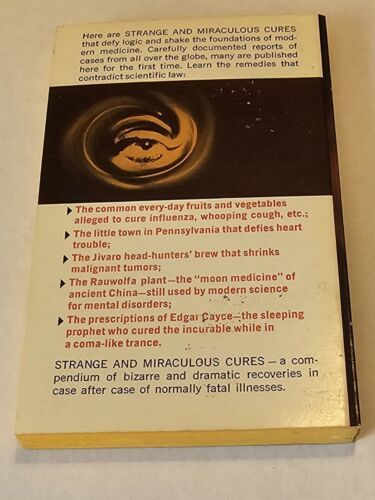 Here are STRANGE AND MIRACULOUS CURES
that defy logic and shake the foundations of mod-
ern medicine. Carefully documented reports of
cases from all over the globe, many are published
here for the first time. Learn the remedies that
contradict scientific law:
The common every-day fruits and vegetables
alleged to cure influenza, whooping cough, etc.;
The little town in Pennsylvania that defies heart
trouble;
The Jivaro head-hunters' brew that shrinks
malignant tumors;
The Rauwolfa plant—the "moon medicine" of
ancient China—still used by modern science
for mental disorders;
The prescriptions of Edgar Cayce—the sleeping
prophet who cured the incurable while in
a coma-like trance.
STRANGE AND MIRACULOUS CURES — a com-
pendium of bizarre and dramatic recoveries in
case after case of normally fatal illnesses.